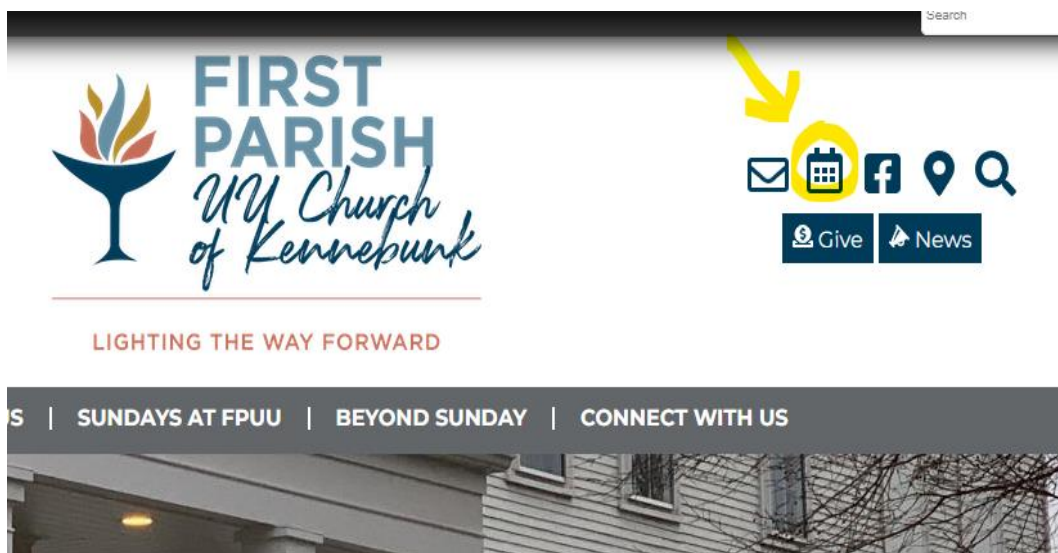 Search
FIRST
PARISH
UU Church
of Kennebunk
LIGHTING THE WAY FORWARD
Give
News
US | SUNDAYS AT FPUU | BEYOND SUNDAY | CONNECT WITH US